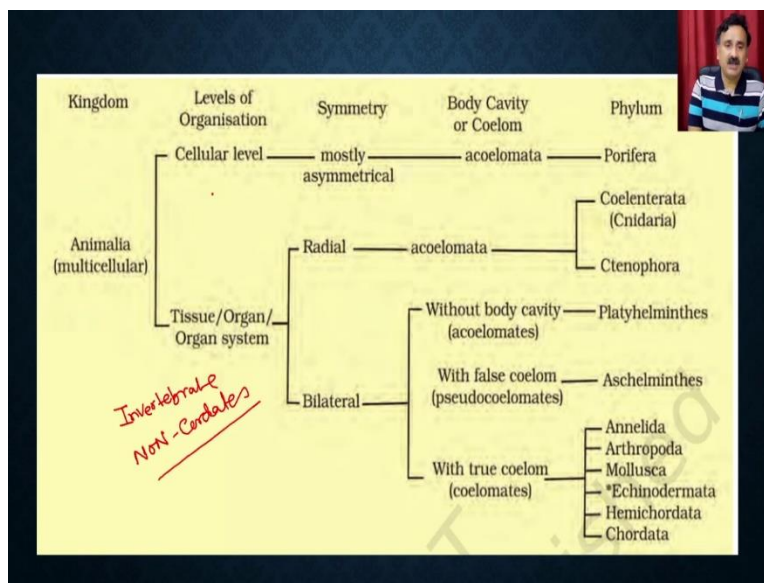 Kingdom
Levels of
Organisation
Symmetry
Body Cavity
or Coelom
Phylum
Cellular level
mostly
asymmetrical
acoelomata
Porifera
Animalia
(multicellular)
Tissue/Organ/
Organ system
Radial
acoelomata
Coelenterata
(Cnidaria)
Ctenophora
Bilateral
Without body cavity
(acoelomates)
Platyhelminthes
With false coelom
(pseudocoelomates)
Aschelminthes
With true coelom
(coelomates)
Annelida
Arthropoda
Mollusca
*Echinodermata
Hemichordata
Chordata
Invertebrate
NON-Cordates